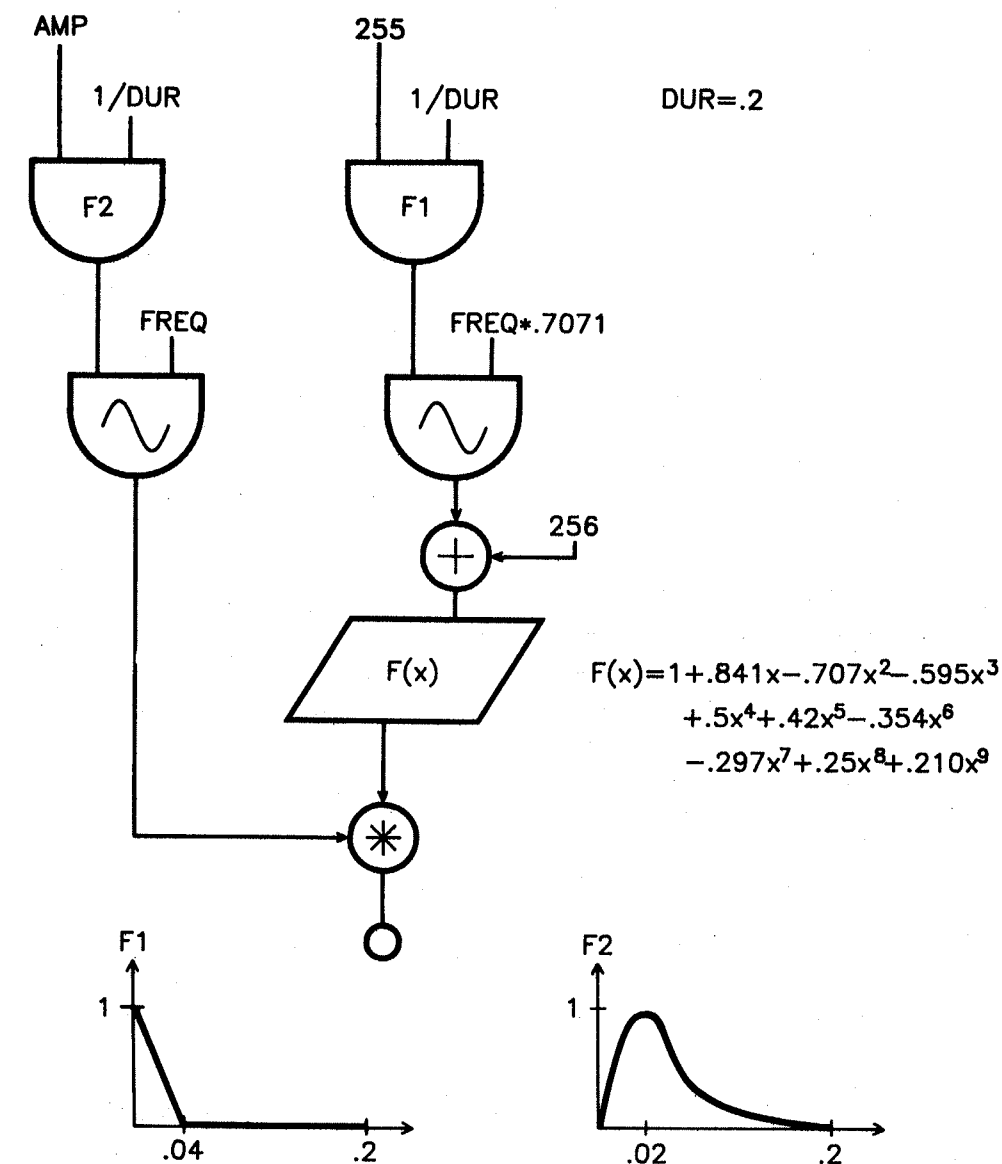 AMP 255
1/DUR 1/DUR DUR=.2
F2 F1
FREQ FREQ*.7071
256
F(x) F(x)=1+.841x-.707x²-.595x³
+.5x⁴+.42x⁵-.354x⁶
-.297x⁷+.25x⁸+.210x⁹
F1 F2
1 1
.04 .2 .02 .2